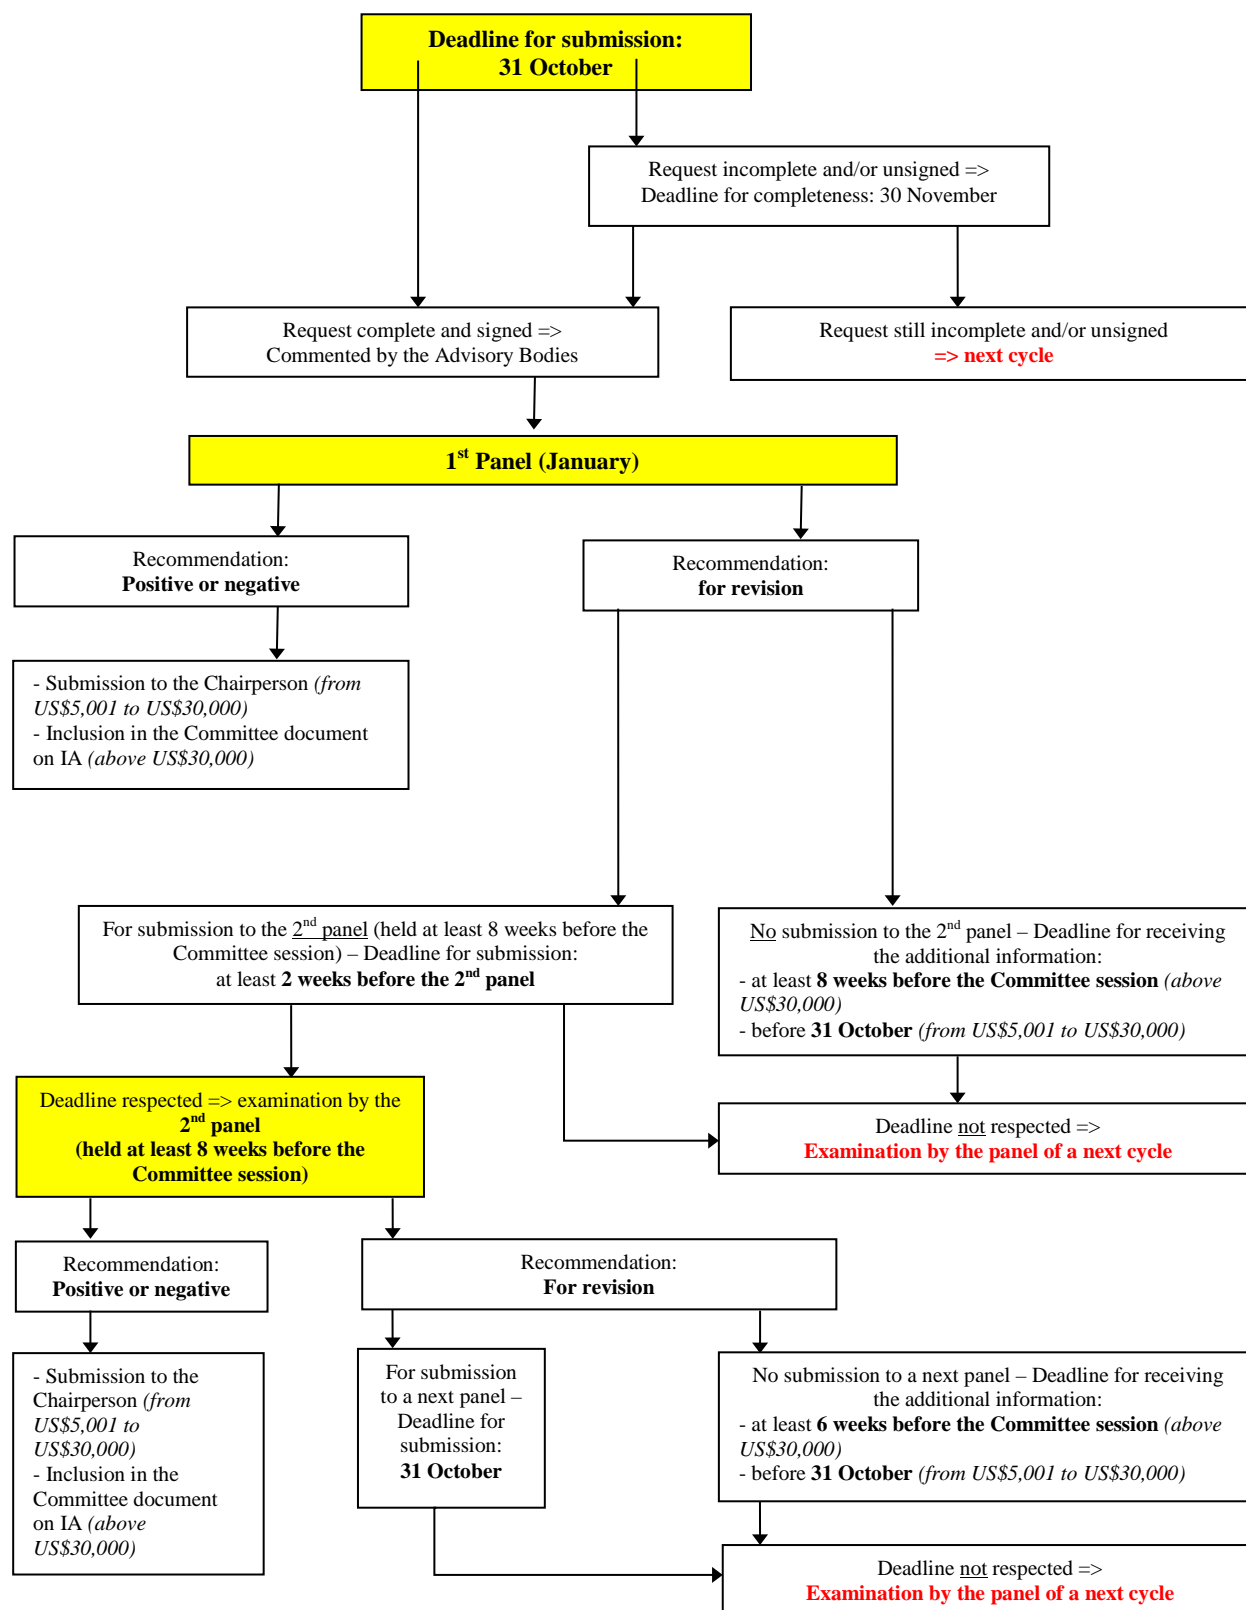 Deadline for submission:
31 October
Request incomplete and/or unsigned =>
Deadline for completeness: 30 November
Request complete and signed =>
Commented by the Advisory Bodies
Request still incomplete and/or unsigned
=> next cycle
1st Panel (January)
Recommendation:
Positive or negative
Recommendation:
for revision
- Submission to the Chairperson (from
US$5,001 to US$30,000)
- Inclusion in the Committee document
on IA (above US$30,000)
For submission to the 2nd panel (held at least 8 weeks before the
Committee session) – Deadline for submission:
at least 2 weeks before the 2nd panel
No submission to the 2nd panel – Deadline for receiving
the additional information:
- at least 8 weeks before the Committee session (above
US$30,000)
- before 31 October (from US$5,001 to US$30,000)
Deadline respected => examination by the
2nd panel
(held at least 8 weeks before the
Committee session)
Deadline not respected =>
Examination by the panel of a next cycle
Recommendation:
Positive or negative
Recommendation:
For revision
- Submission to the
Chairperson (from
US$5,001 to
US$30,000)
- Inclusion in the
Committee document
on IA (above
US$30,000)
For submission
to a next panel –
Deadline for
submission:
31 October
No submission to a next panel – Deadline for receiving
the additional information:
- at least 6 weeks before the Committee session (above
US$30,000)
- before 31 October (from US$5,001 to US$30,000)
Deadline not respected =>
Examination by the panel of a next cycle